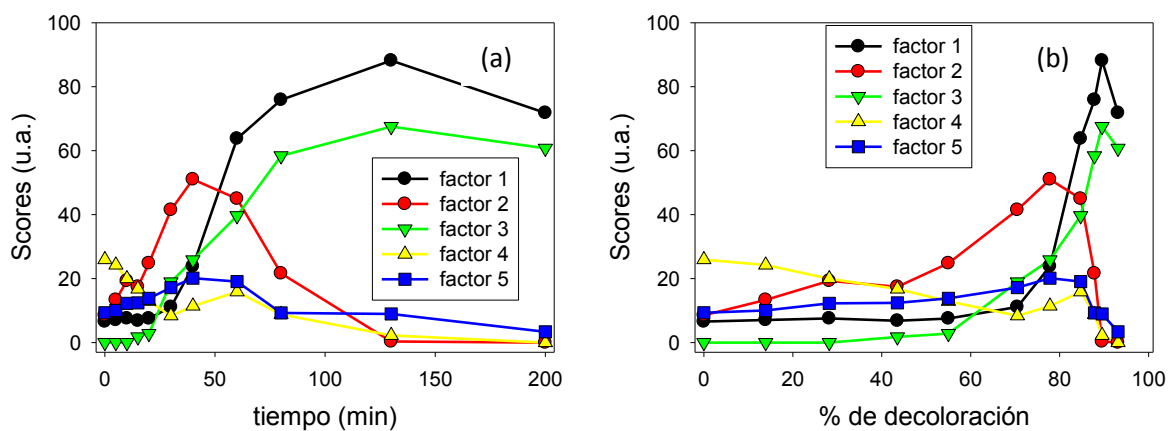 100
80
60
40
20
0
Scores (u.a.)
(a)
factor 1
factor 2
factor 3
factor 4
factor 5
0 50 100 150 200
tiempo (min)
100
80
60
40
20
0
Scores (u.a.)
factor 1
factor 2
factor 3
factor 4
factor 5
(b)
0 20 40 60 80 100
% de decoloración